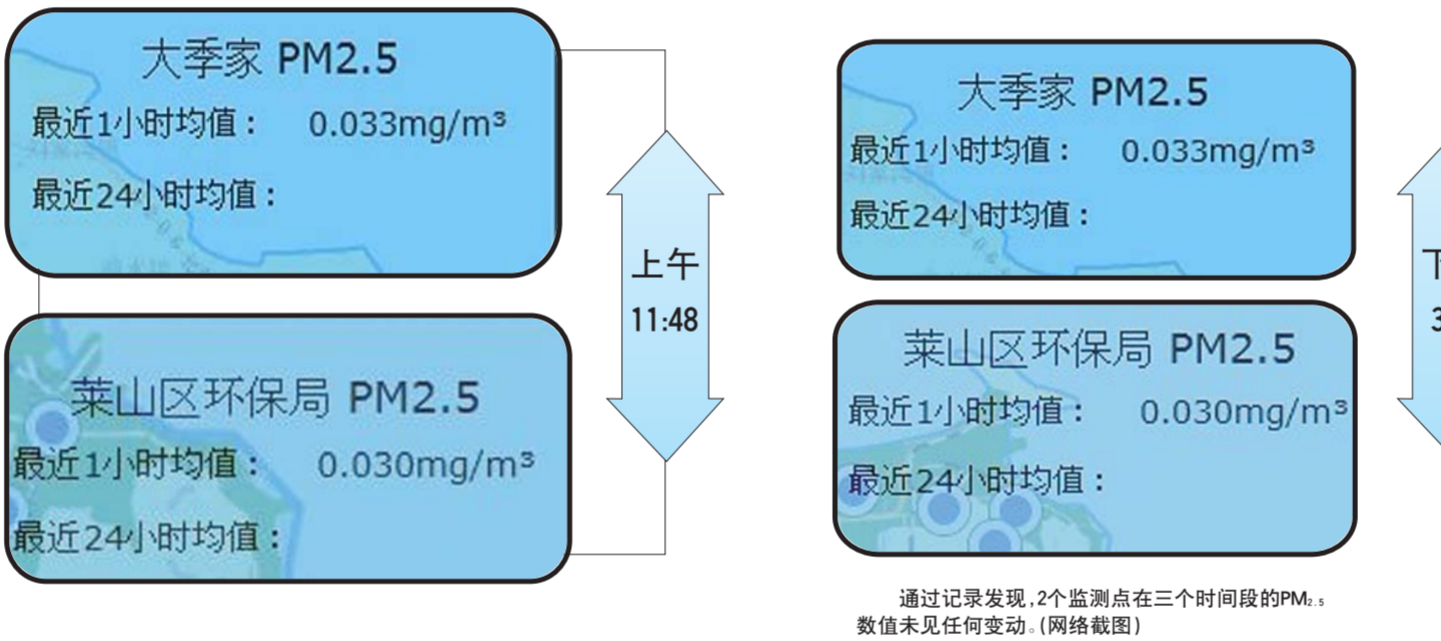 大季家 PM2.5
最近1小时均值： 0.033mg/m³
最近24小时均值：
莱山区环保局 PM2.5
最近1小时均值： 0.030mg/m³
最近24小时均值：
上午
11:48
大季家 PM2.5
最近1小时均值： 0.033mg/m³
最近24小时均值：
莱山区环保局 PM2.5
最近1小时均值： 0.030mg/m³
最近24小时均值：
通过记录发现,2个监测点在三个时间段的PM2.5
数值未见任何变动。(网络截图)